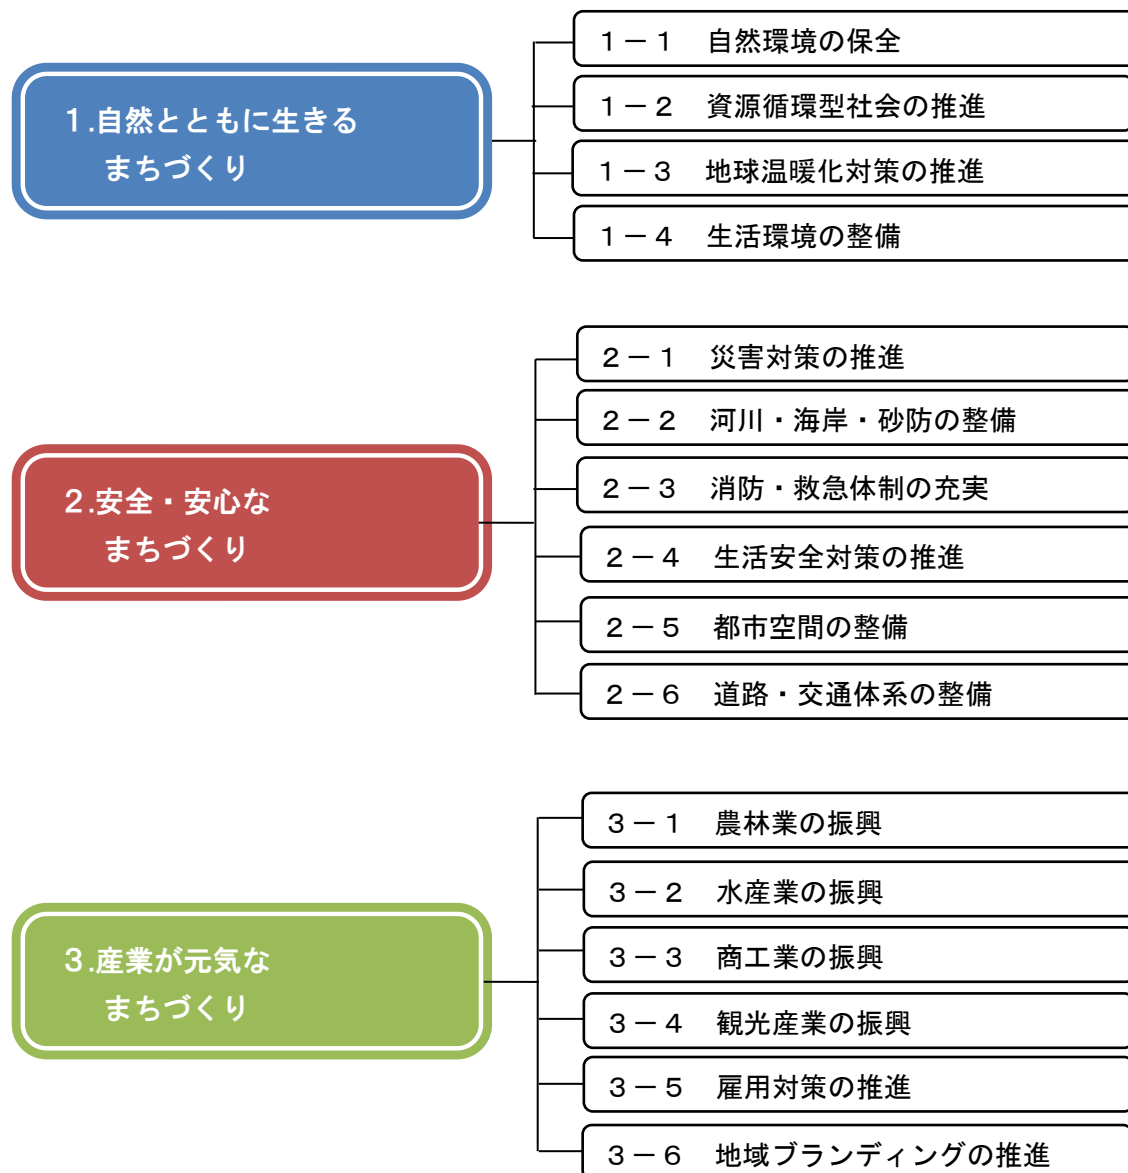 １.自然とともに生きる
まちづくり
１－１　自然環境の保全
１－２　資源循環型社会の推進
１－３　地球温暖化対策の推進
１－４　生活環境の整備
２.安全・安心な
まちづくり
２－１　災害対策の推進
２－２　河川・海岸・砂防の整備
２－３　消防・救急体制の充実
２－４　生活安全対策の推進
２－５　都市空間の整備
２－６　道路・交通体系の整備
３.産業が元気な
まちづくり
３－１　農林業の振興
３－２　水産業の振興
３－３　商工業の振興
３－４　観光産業の振興
３－５　雇用対策の推進
３－６　地域ブランディングの推進